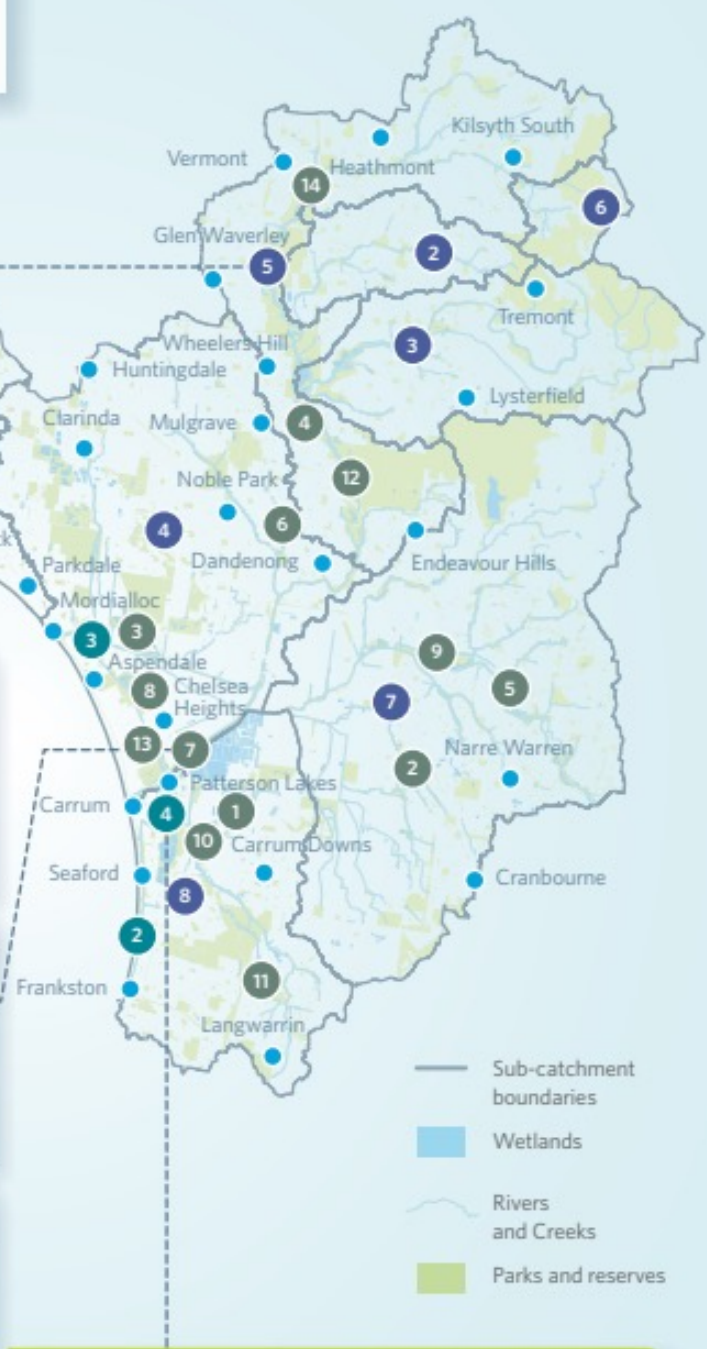 Kilsyth South
Vermont
Heathmont
14
6
Glen Waverley
2
5
Tremont
Wheelers Hill
3
Huntingdale
Lysterfield
Clarinda
Mulgrave
4
12
Noble Park
6
4
Dandenong
Endeavour Hills
Parkdale
Mordialloc
3
3
9
Aspendale
8
Chelsea
Heights
5
7
13
7
Narre Warren
2
Patterson Lakes
Carrum
4
1
10
Carrum Downs
Seaford
Cranbourne
8
2
11
Frankston
Langwarrin
Sub-catchment
boundaries
Wetlands
Rivers
and Creeks
Parks and reserves